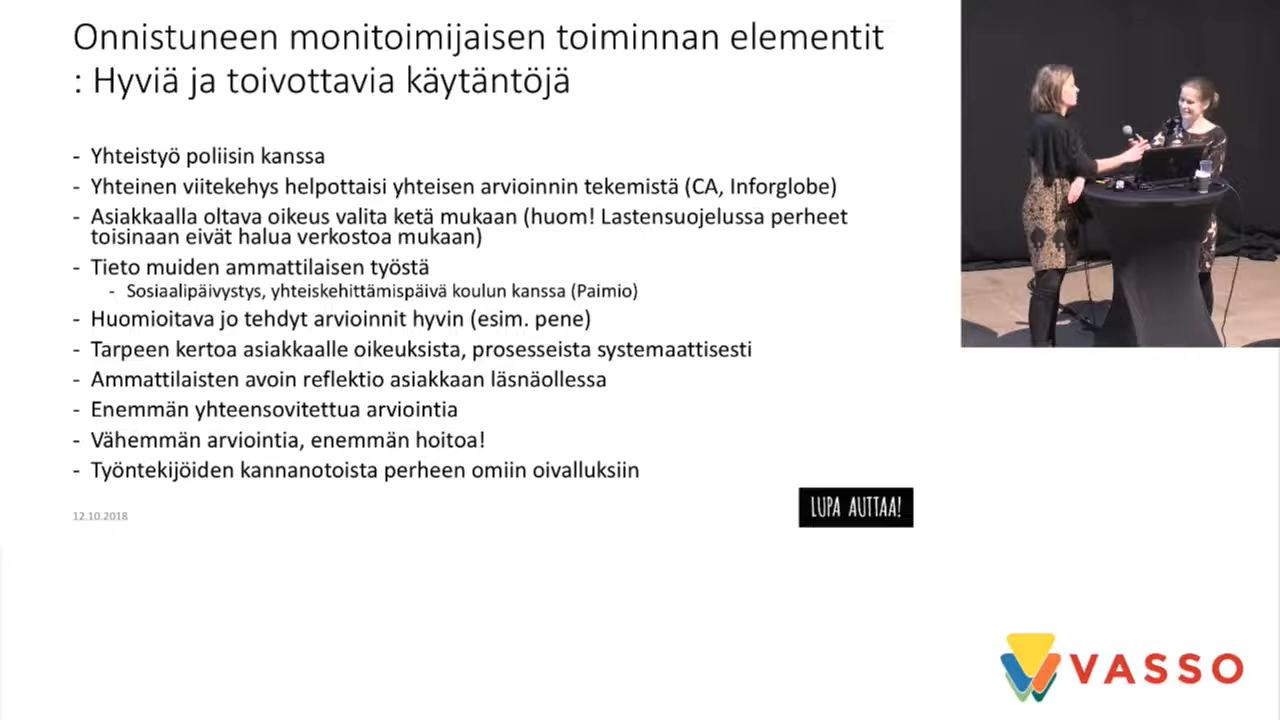 Onnistuneen monitoimijaisen toiminnan elementit
: Hyviä ja toivottavia käytäntöjä
- Yhteistyö poliisin kanssa
- Yhteinen viitekehys helpottaisi yhteisen arvioinnin tekemistä (CA, Inforglobe)
- Asiakkaalla oltava oikeus valita ketä mukaan (huom! Lastensuojelussa perheet
toisinaan eivät halua verkostoa mukaan)
- Tieto muiden ammattilaisen työstä
- Sosiaalipäivystys, yhteiskehittämispäivä koulun kanssa (Paimio)
- Huomioitava jo tehdyt arvioinnit hyvin (esim. pene)
- Tarpeen kertoa asiakkaalle oikeuksista, prosesseista systemaattisesti
- Ammattilaisten avoin reflektio asiakkaan läsnäollessa
- Enemmän yhteensovitettua arviointia
- Vähemmän arviointia, enemmän hoitoa!
- Työntekijöiden kannanotoista perheen omiin oivalluksiin
12.10.2018
LUPA AUTTAA!
VASSO